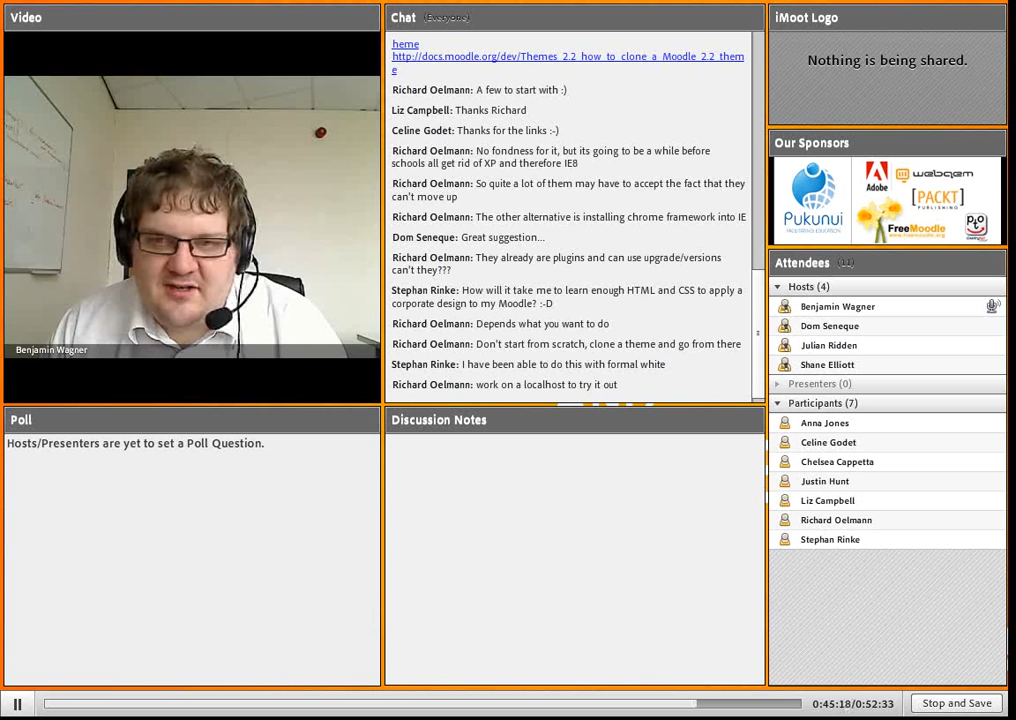 Video
Benjamin Wagner
Chat (Everyone)
heme
http://docs.moodle.org/dev/Themes_2.2_how_to_clone_a_Moodle_2.2_them
e
Richard Oelmann: A few to start with :)
Liz Campbell: Thanks Richard
Celine Godet: Thanks for the links :-)
Richard Oelmann: No fondness for it, but its going to be a while before
schools all get rid of XP and therefore IE8
Richard Oelmann: So quite a lot of them may have to accept the fact that they
can't move up
Richard Oelmann: The other alternative is installing chrome framework into IE
Dom Seneque: Great suggestion...
Richard Oelmann: They already are plugins and can use upgrade/versions
can't they???
Stephan Rinke: How will it take me to learn enough HTML and CSS to apply a
corporate design to my Moodle? :-D
Richard Oelmann: Depends what you want to do
Richard Oelmann: Don't start from scratch, clone a theme and go from there
Stephan Rinke: I have been able to do this with formal white
Richard Oelmann: work on a localhost to try it out
iMoot Logo
Nothing is being shared.
Our Sponsors
Pukunui
Adobe
webqem
[PACKT]
PUBLISHING
FreeMoodle
Attendees (11)
Hosts (4)
Benjamin Wagner
Dom Seneque
Julian Ridden
Shane Elliott
Presenters (0)
Participants (7)
Anna Jones
Celine Godet
Chelsea Cappetta
Justin Hunt
Liz Campbell
Richard Oelmann
Stephan Rinke
Poll
Hosts/Presenters are yet to set a Poll Question.
Discussion Notes
0:45:18/0:52:33
Stop and Save